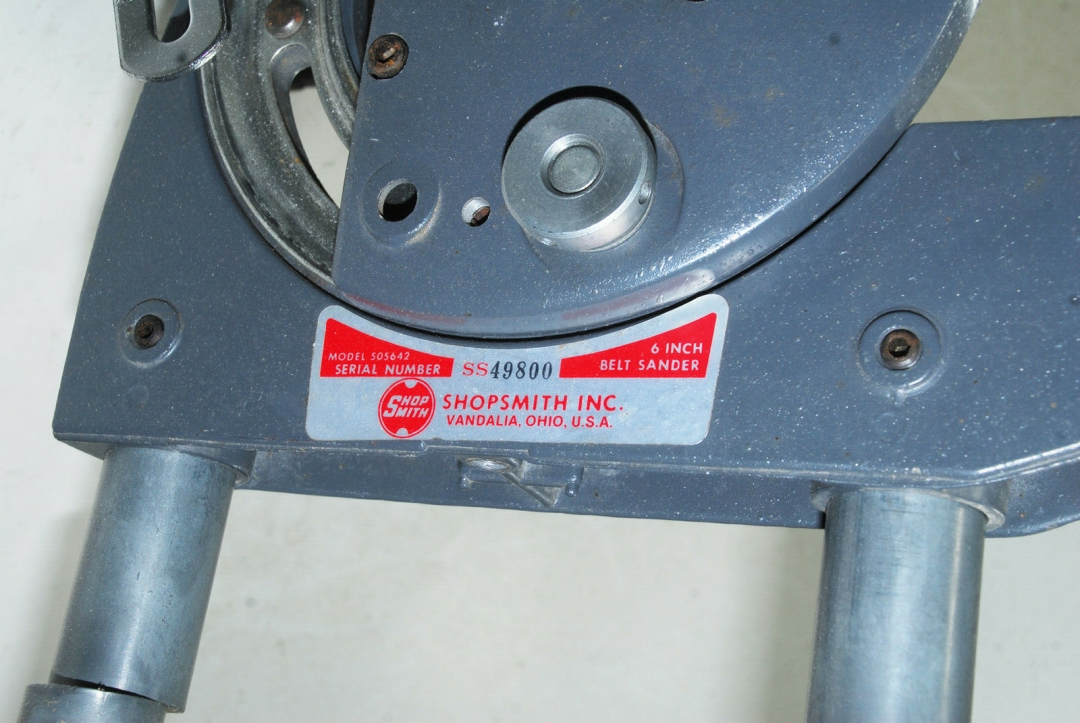 MODEL 505642
SERIAL NUMBER SS49800
6 INCH
BELT SANDER
SHOP
SMITH
SHOPSMITH INC.
VANDALIA, OHIO, U.S.A.